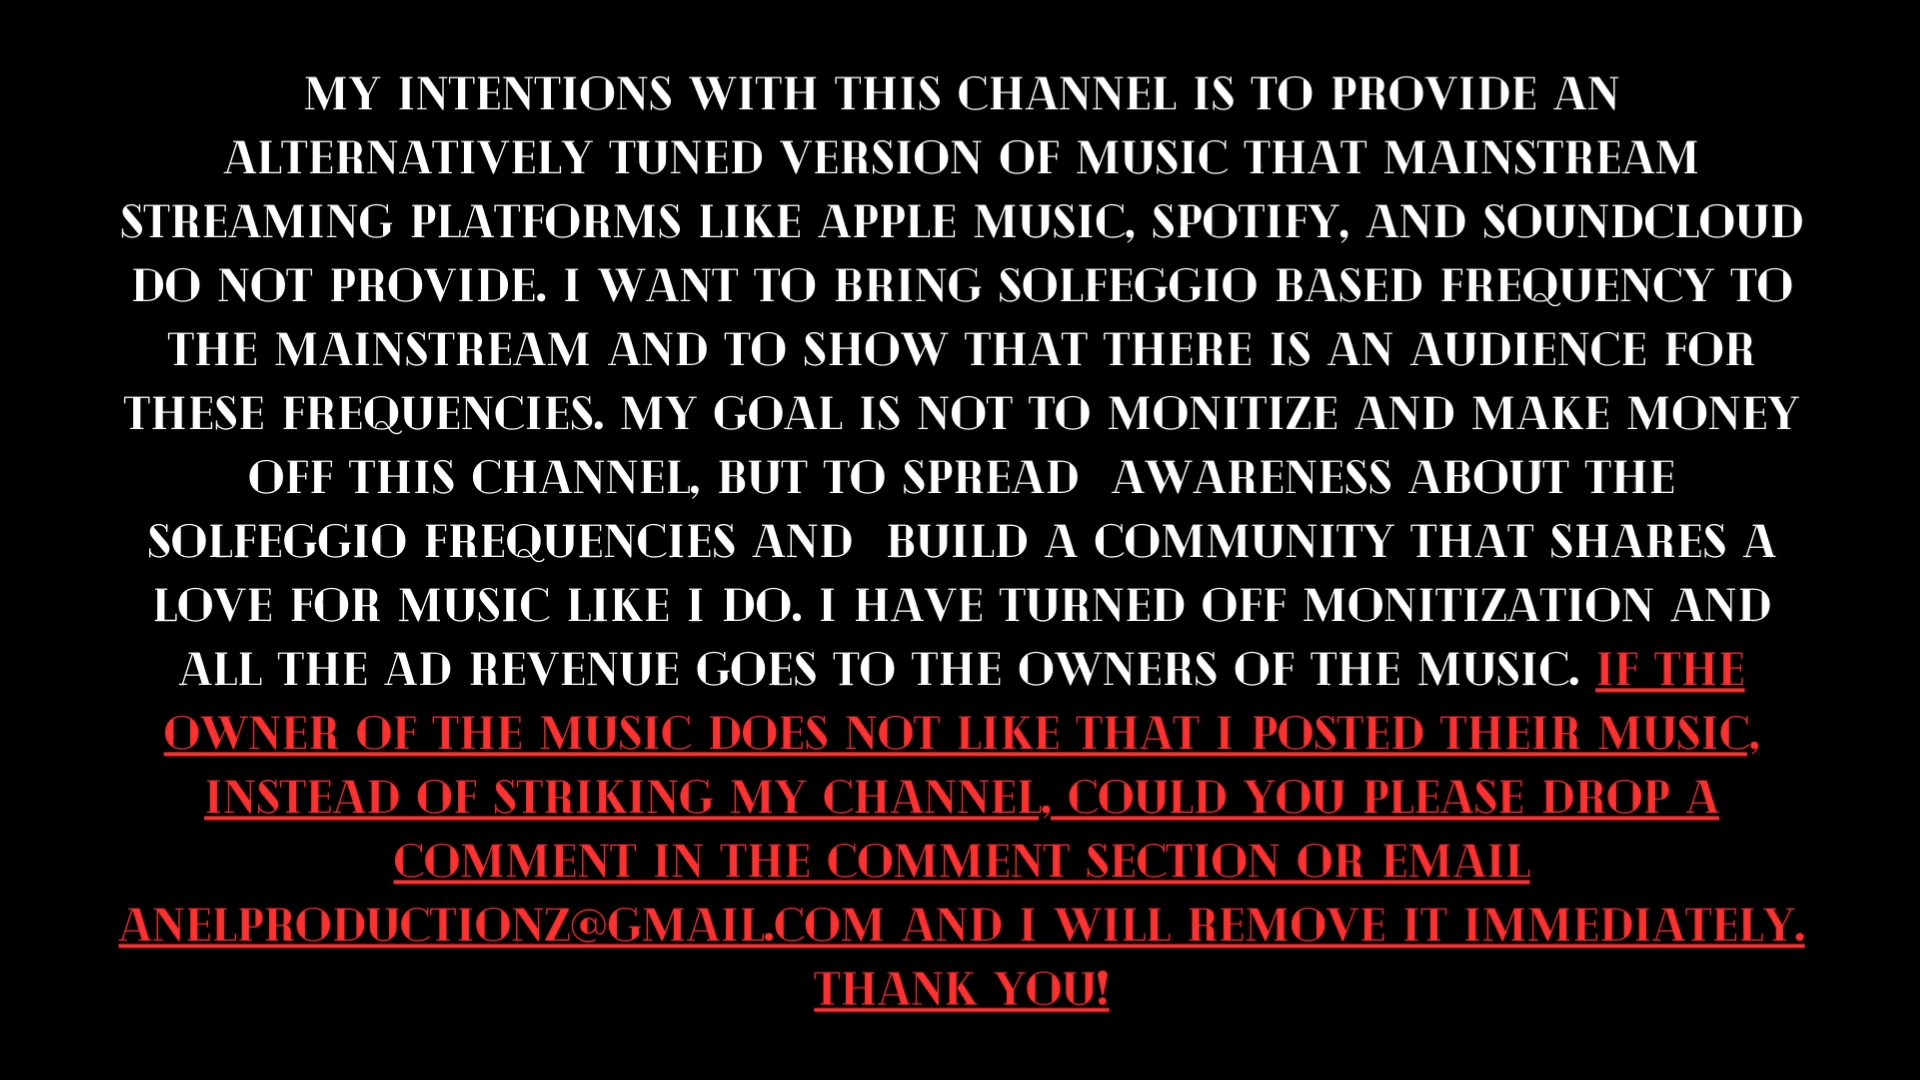 MY INTENTIONS WITH THIS CHANNEL IS TO PROVIDE AN
ALTERNATIVELY TUNED VERSION OF MUSIC THAT MAINSTREAM
STREAMING PLATFORMS LIKE APPLE MUSIC, SPOTIFY, AND SOUNDCLOUD
DO NOT PROVIDE. I WANT TO BRING SOLFEGGIO BASED FREQUENCY TO
THE MAINSTREAM AND TO SHOW THAT THERE IS AN AUDIENCE FOR
THESE FREQUENCIES. MY GOAL IS NOT TO MONITIZE AND MAKE MONEY
OFF THIS CHANNEL, BUT TO SPREAD AWARENESS ABOUT THE
SOLFEGGIO FREQUENCIES AND BUILD A COMMUNITY THAT SHARES A
LOVE FOR MUSIC LIKE I DO. I HAVE TURNED OFF MONITIZATION AND
ALL THE AD REVENUE GOES TO THE OWNERS OF THE MUSIC. IF THE
OWNER OF THE MUSIC DOES NOT LIKE THAT I POSTED THEIR MUSIC,
INSTEAD OF STRIKING MY CHANNEL, COULD YOU PLEASE DROP A
COMMENT IN THE COMMENT SECTION OR EMAIL
ANELPRODUCTIONZ@GMAIL.COM AND I WILL REMOVE IT IMMEDIATELY.
THANK YOU!